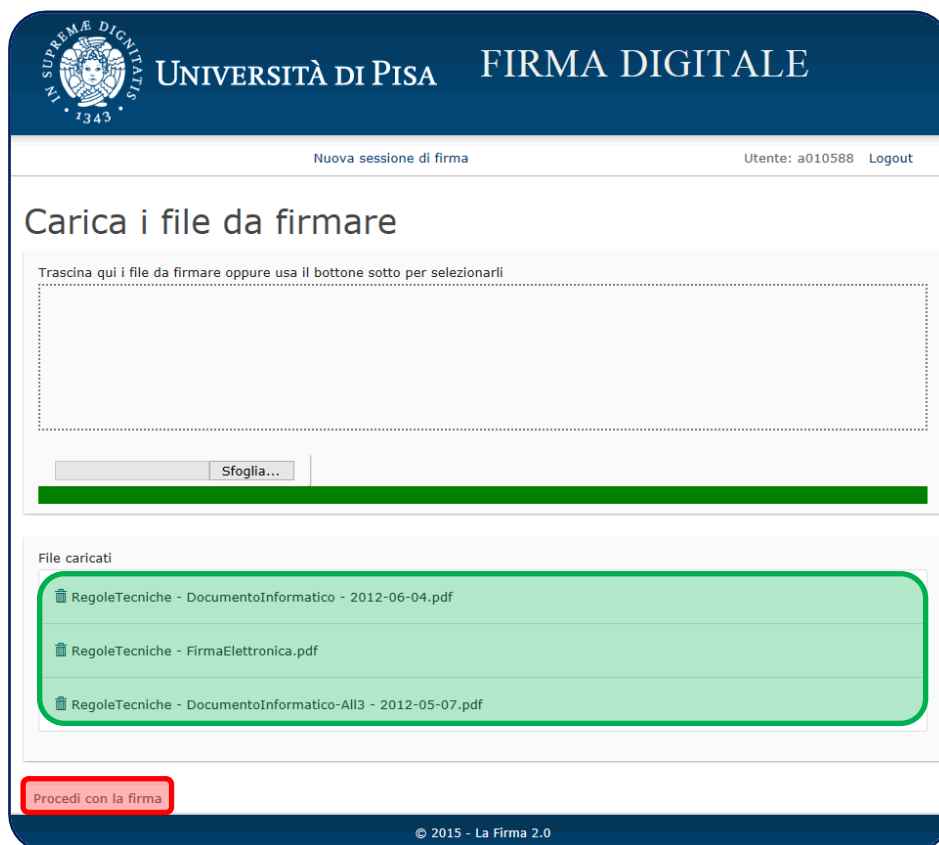 IN SUPREMÆ DIGNITATIS
· 1343 ·
UNIVERSITÀ DI PISA
FIRMA DIGITALE
Nuova sessione di firma
Utente: a010588 Logout
Carica i file da firmare
Trascina qui i file da firmare oppure usa il bottone sotto per selezionarli
Sfoglia...
File caricati
RegoleTecniche - DocumentoInformatico - 2012-06-04.pdf
RegoleTecniche - FirmaElettronica.pdf
RegoleTecniche - DocumentoInformatico-All3 - 2012-05-07.pdf
Procedi con la firma
© 2015 - La Firma 2.0